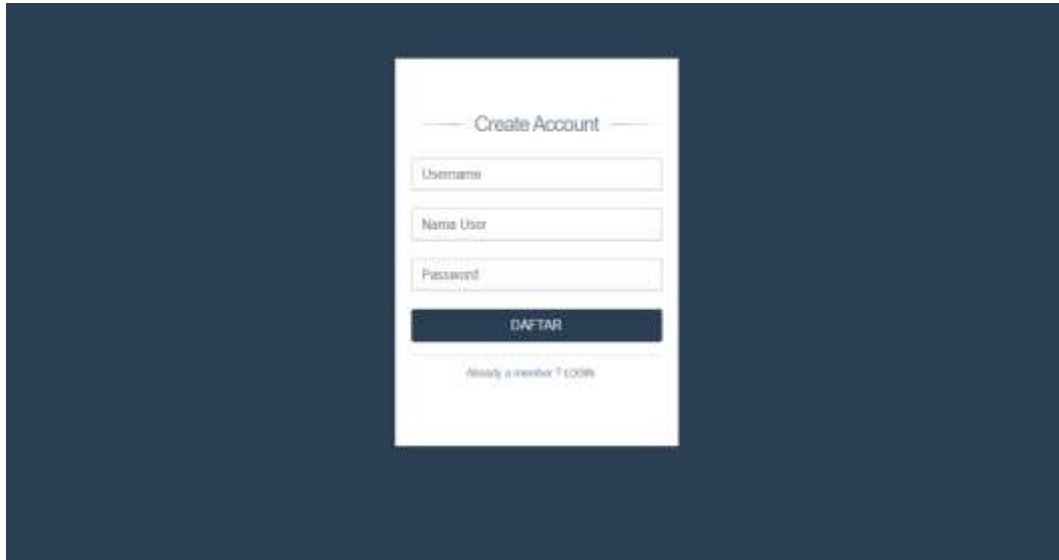 Create Account
Username
Nama User
Password
DAFTAR
Already a member ? LOGIN